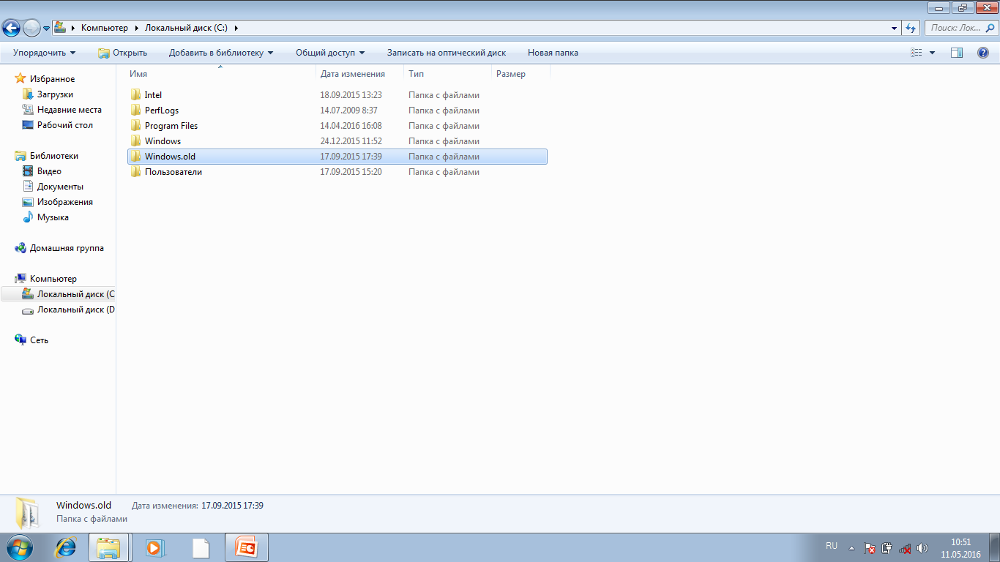 Компьютер Локальный диск (C:) Поиск: Лок...
Упорядочить Открыть Добавить в библиотеку Общий доступ Записать на оптический диск Новая папка
Избранное
Загрузки
Недавние места
Рабочий стол
Библиотеки
Видео
Документы
Изображения
Музыка
Домашняя группа
Компьютер
Локальный диск (C
Локальный диск (D
Сеть
Имя Дата изменения Тип Размер
Intel 18.09.2015 13:23 Папка с файлами
PerfLogs 14.07.2009 8:37 Папка с файлами
Program Files 14.04.2016 16:08 Папка с файлами
Windows 24.12.2015 11:52 Папка с файлами
Windows.old 17.09.2015 17:39 Папка с файлами
Пользователи 17.09.2015 15:20 Папка с файлами
Windows.old Дата изменения: 17.09.2015 17:39
Папка с файлами
RU
10:51
11.05.2016